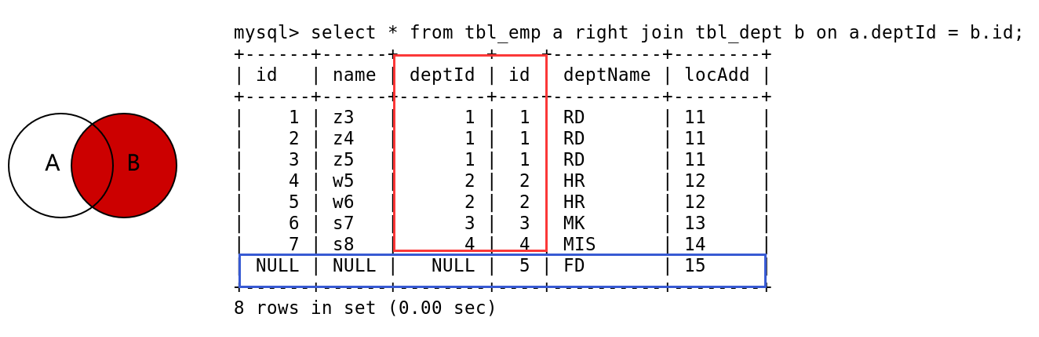 mysql> select * from tbl_emp a right join tbl_dept b on a.deptId = b.id;
+------+------+--------+----+----------+--------+
| id   | name | deptId | id | deptName | locAdd |
+------+------+--------+----+----------+--------+
|    1 | z3   |      1 |  1 | RD       | 11     |
|    2 | z4   |      1 |  1 | RD       | 11     |
|    3 | z5   |      1 |  1 | RD       | 11     |
A B
|    4 | w5   |      2 |  2 | HR       | 12     |
|    5 | w6   |      2 |  2 | HR       | 12     |
|    6 | s7   |      3 |  3 | MK       | 13     |
|    7 | s8   |      4 |  4 | MIS      | 14     |
| NULL | NULL |   NULL |  5 | FD       | 15     |
+------+------+--------+----+----------+--------+
8 rows in set (0.00 sec)